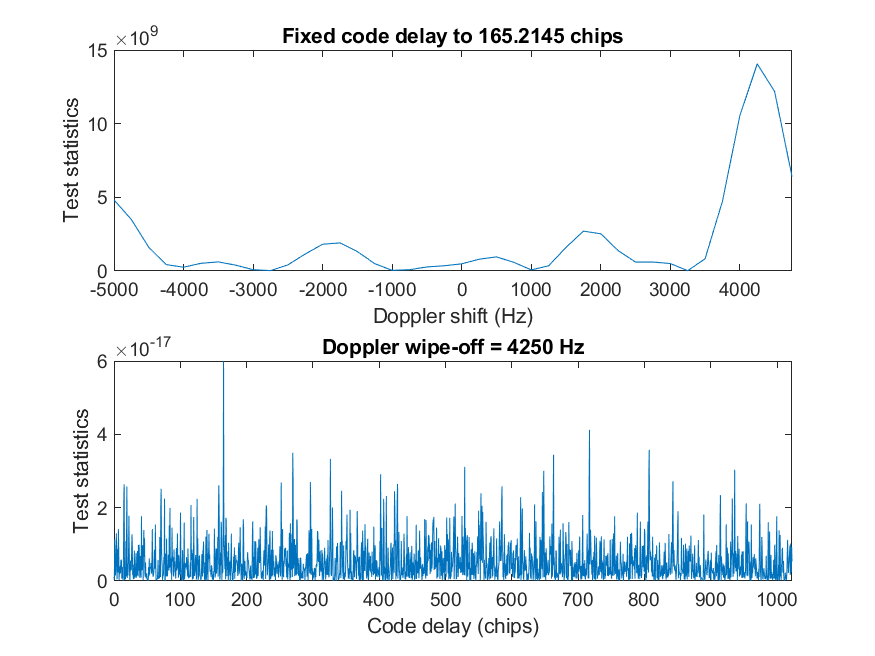 ×10^9
Fixed code delay to 165.2145 chips
15
10
5
0
Test statistics
-5000 -4000 -3000 -2000 -1000 0 1000 2000 3000 4000
Doppler shift (Hz)
×10^-17
Doppler wipe-off = 4250 Hz
6
4
2
0
Test statistics
0 100 200 300 400 500 600 700 800 900 1000
Code delay (chips)